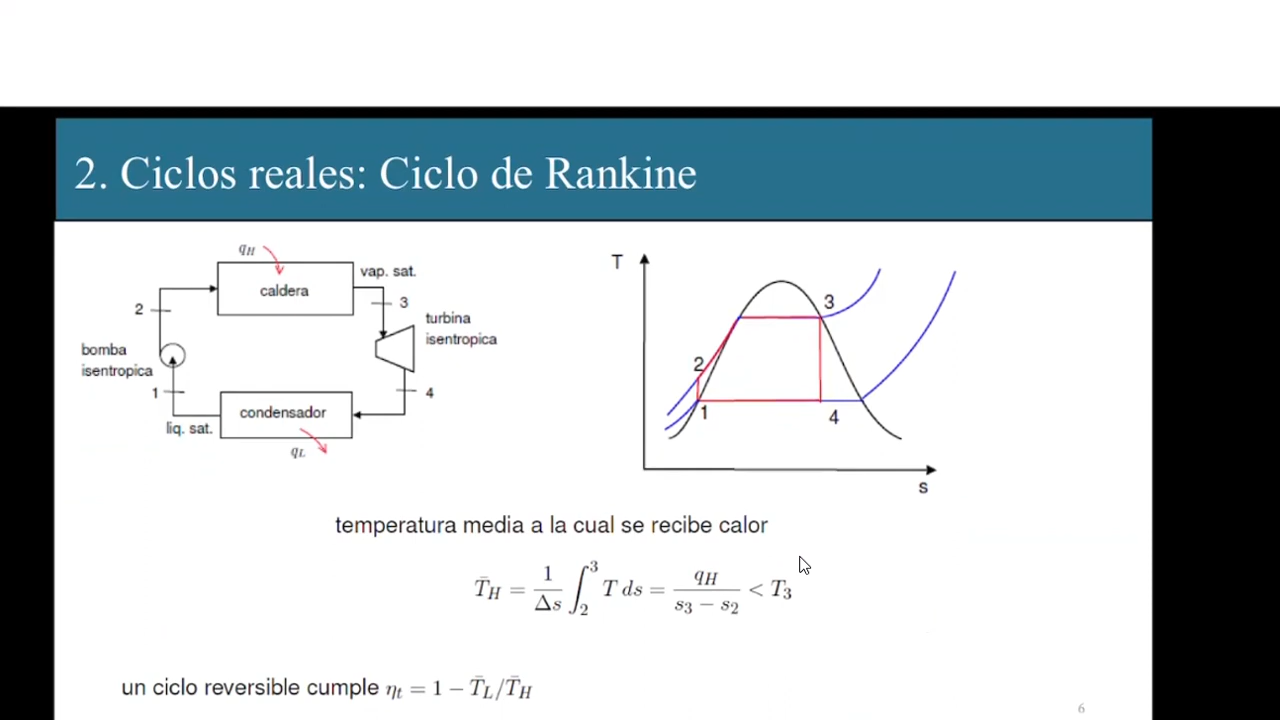 2. Ciclos reales: Ciclo de Rankine
qH
caldera
vap. sat.
3
2
turbina
isentropica
bomba
isentropica
1
4
condensador
liq. sat.
qL
T
3
2
1
4
s
temperatura media a la cual se recibe calor
T̄H = 1/Δs ∫₂³ T ds = qH/(s3 − s2) < T3
un ciclo reversible cumple ηt = 1 − T̄L/T̄H
6